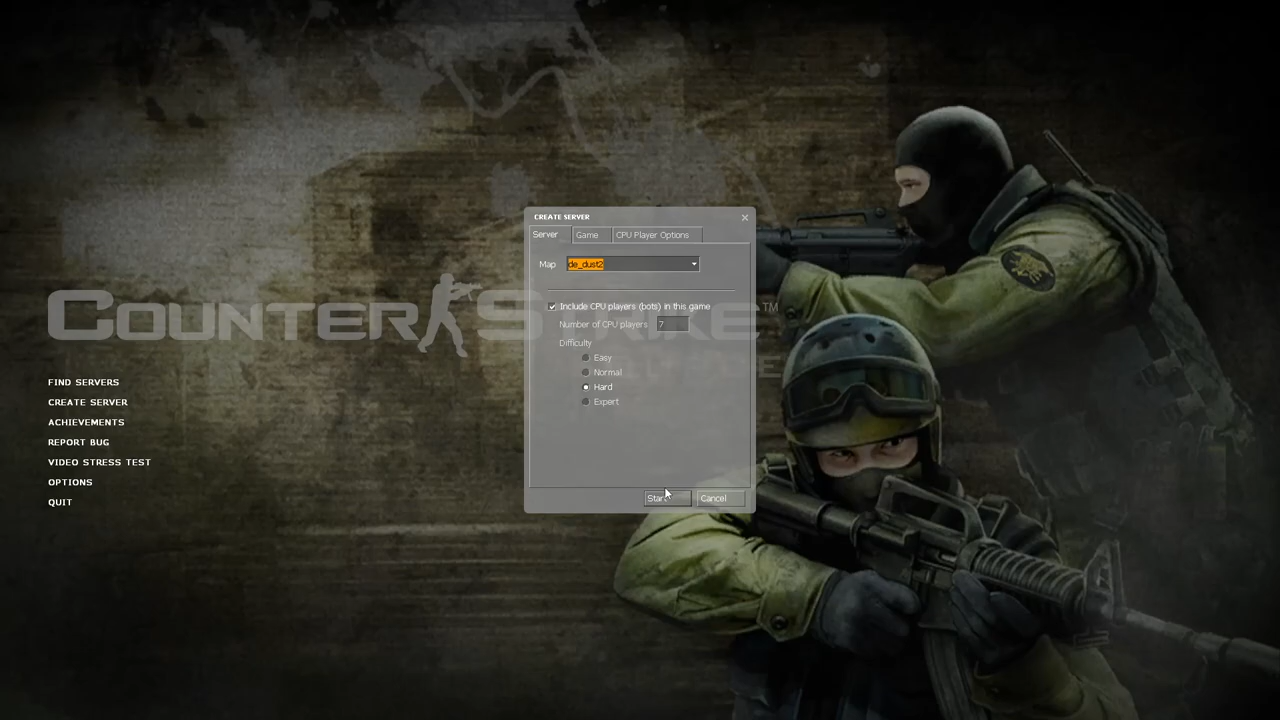 CREATE SERVER
Server
Game
CPU Player Options
Map
de_dust2
Include CPU players (bots) in this game
Number of CPU players
7
Difficulty
Easy
Normal
Hard
Expert
Start
Cancel
COUNTER STRIKE™
FIND SERVERS
CREATE SERVER
ACHIEVEMENTS
REPORT BUG
VIDEO STRESS TEST
OPTIONS
QUIT